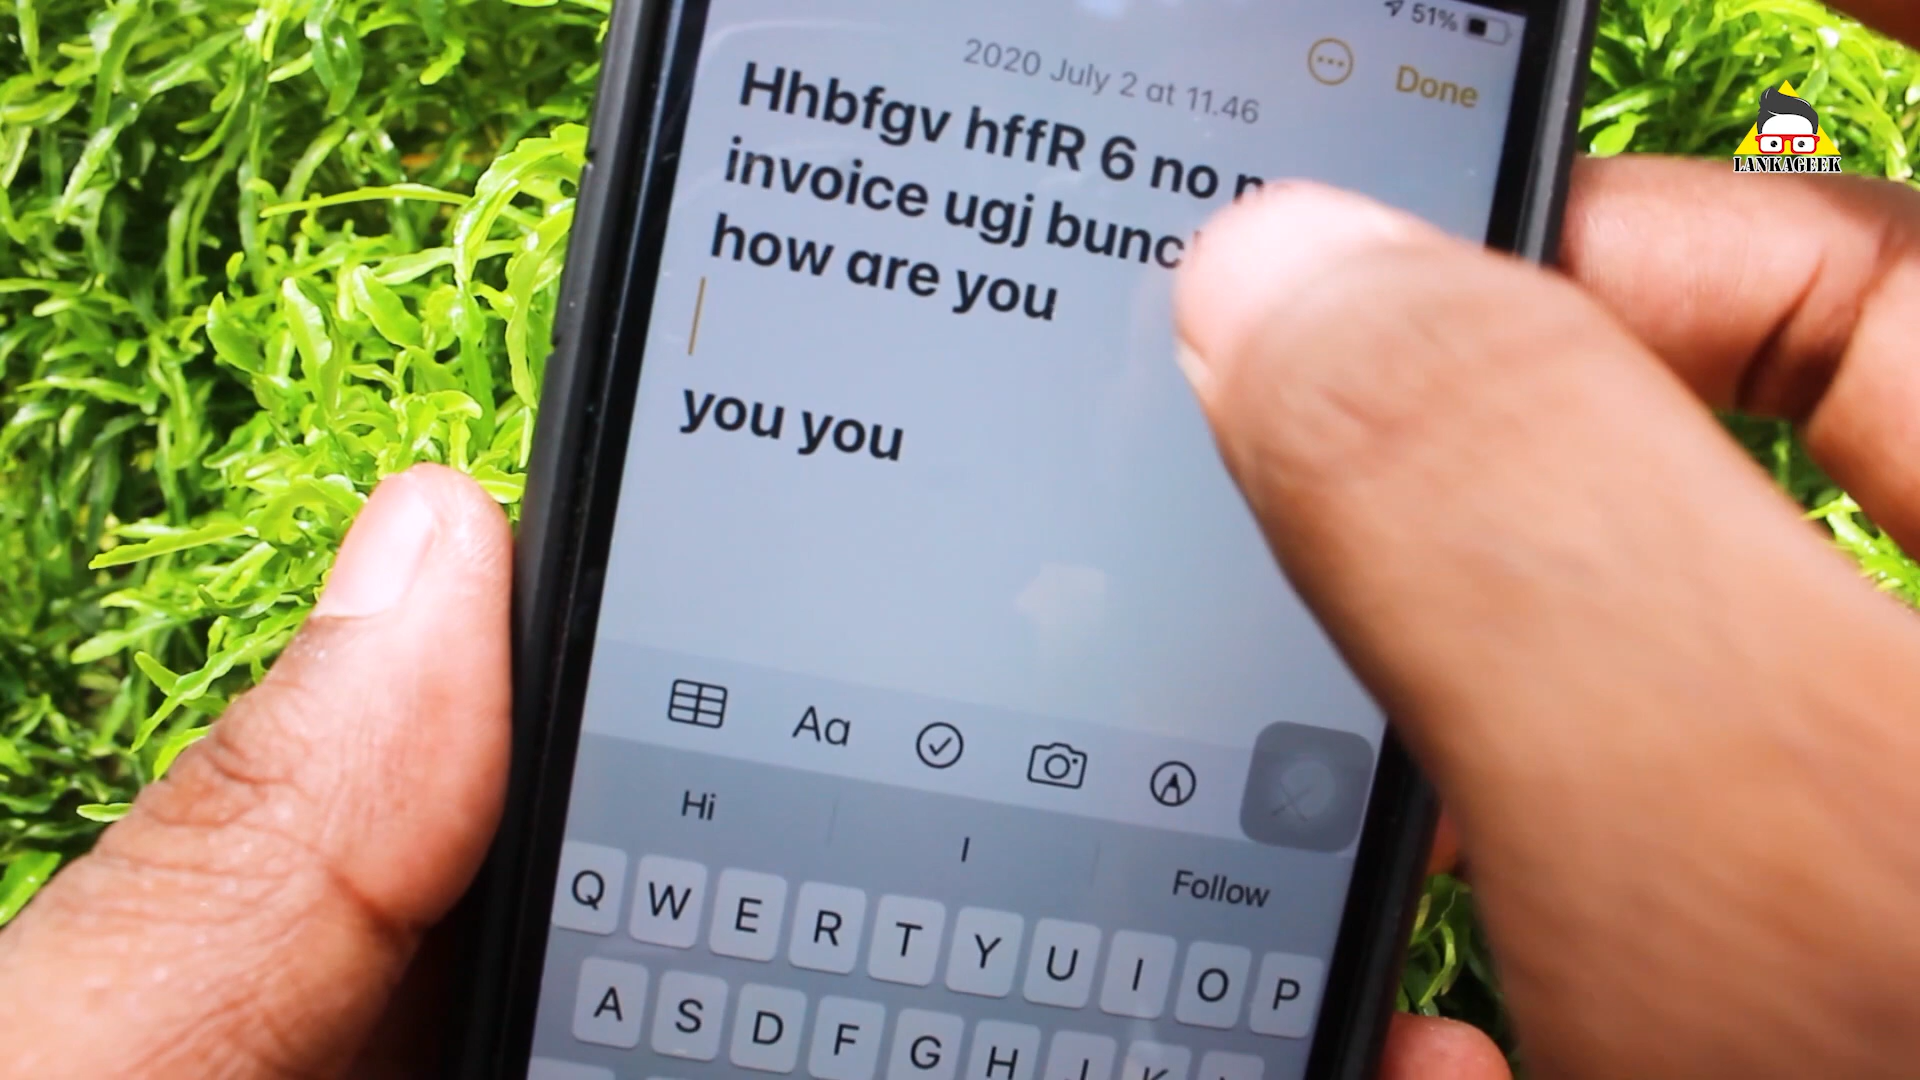 51%
2020 July 2 at 11.46
Done
Hhbfgv hffR 6 no
invoice ugj
how are you
you you
LANKAGEEK
Aa
Hi I Follow
Q W E R T Y U I O P
A S D F G H J K